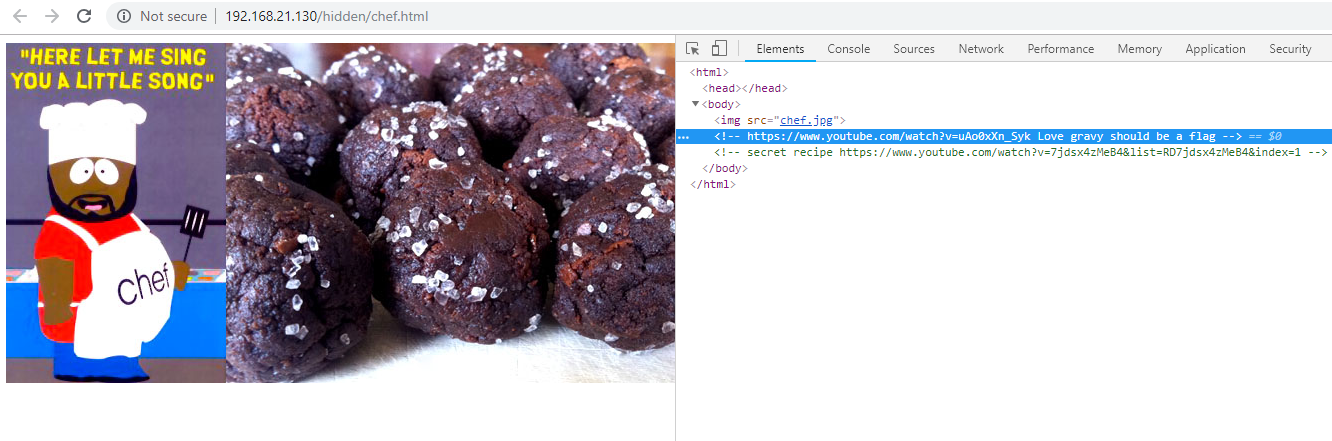 Not secure 192.168.21.130/hidden/chef.html
"HERE LET ME SING
YOU A LITTLE SONG"
chef
Elements Console Sources Network Performance Memory Application Security
<html>
<head></head>
<body>
<img src="chef.jpg">
<!-- https://www.youtube.com/watch?v=uAo0xXn_Syk Love gravy should be a flag --> == $0
<!-- secret recipe https://www.youtube.com/watch?v=7jdsx4zMeB4&list=RD7jdsx4zMeB4&index=1 -->
</body>
</html>